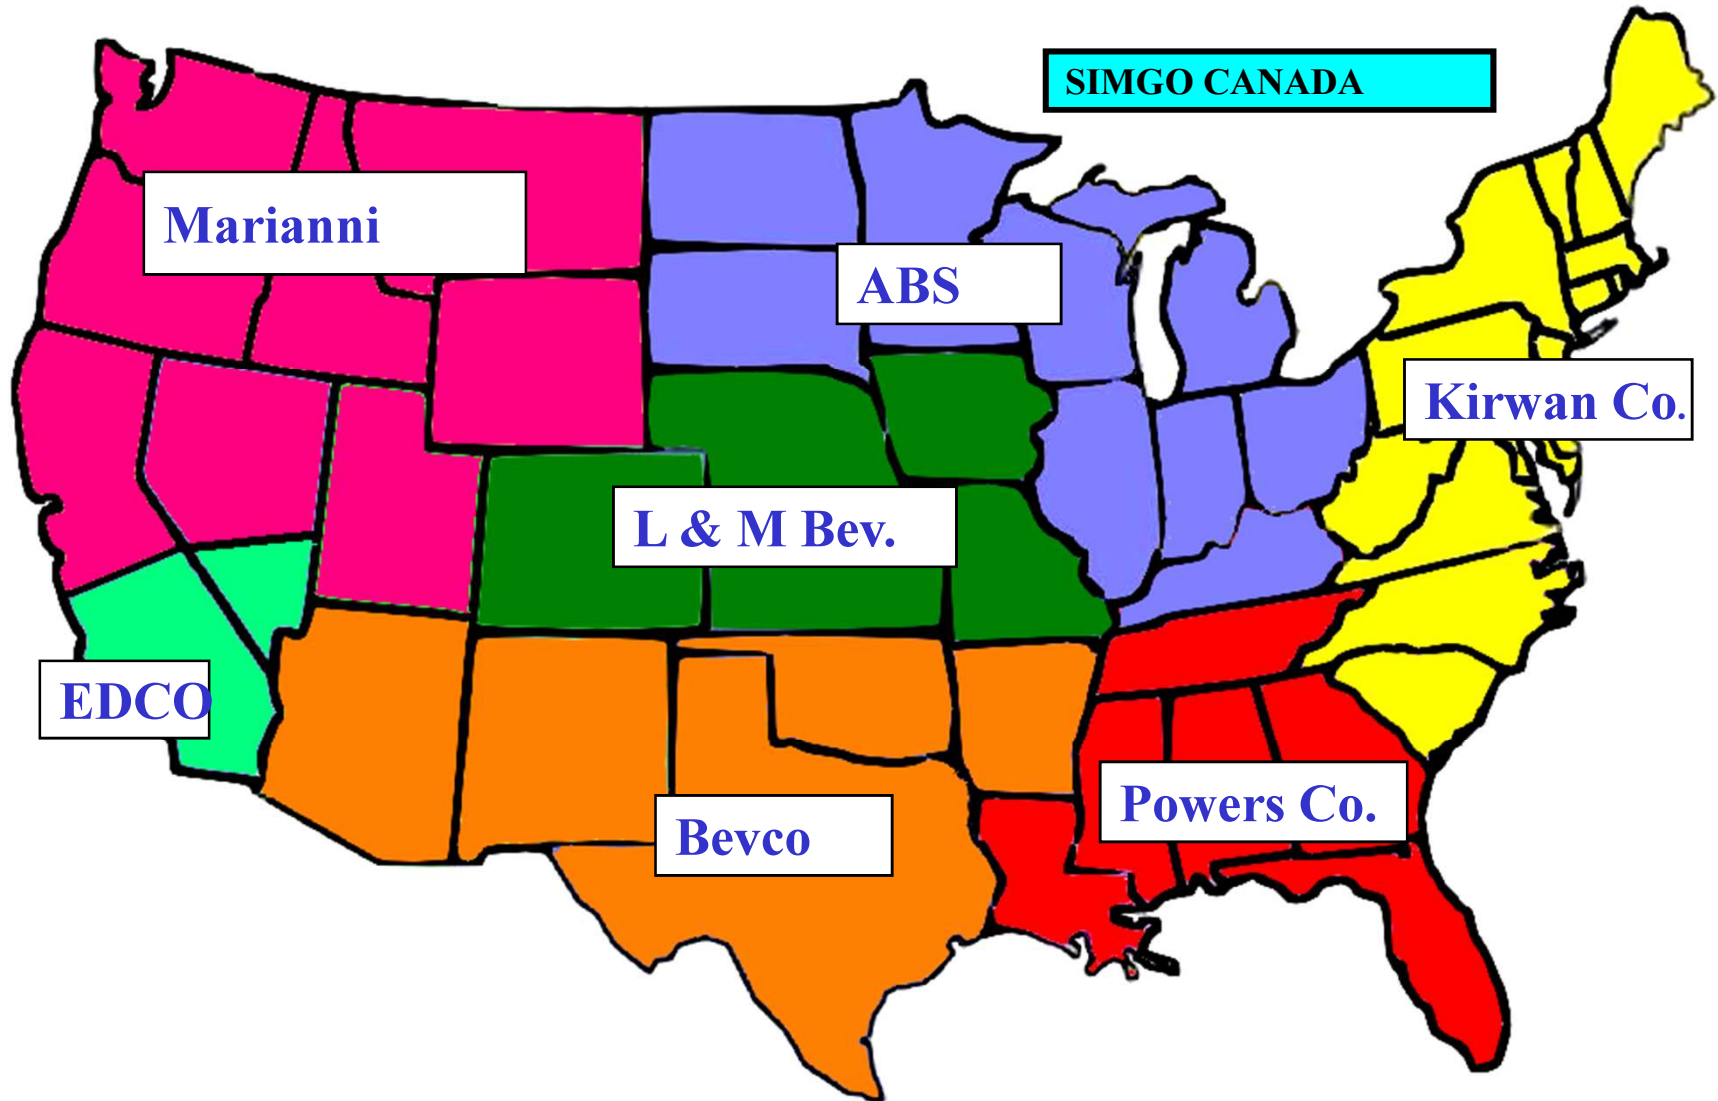 SIMGO CANADA
Marianni
ABS
Kirwan Co.
L & M Bev.
EDCO
Powers Co.
Bevco